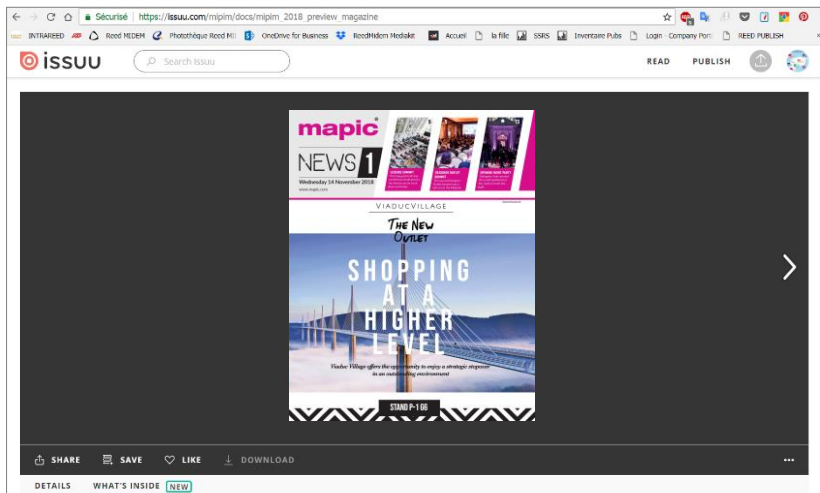 Sécurisé | https://issuu.com/mipim/docs/mipim_2018_preview_magazine
INTRAREED Reed MIDEM Photothèque Reed MI OneDrive for Business ReedMidem Mediakit Accueil la fille SSRS Inventaire Pubs Login - Company Port REED PUBLISH
issuu Search Issuu READ PUBLISH
mapic
NEWS 1
Wednesday 14 November 2018
www.mapic.com
VIADUCVILLAGE
THE NEW
OUTLET
SHOPPING
AT A
HIGHER
LEVEL
Viaduc Village offers the opportunity to enjoy a strategic stopover
in an outstanding environment
STAND P-1 G6
SHARE SAVE LIKE DOWNLOAD
DETAILS WHAT'S INSIDE NEW